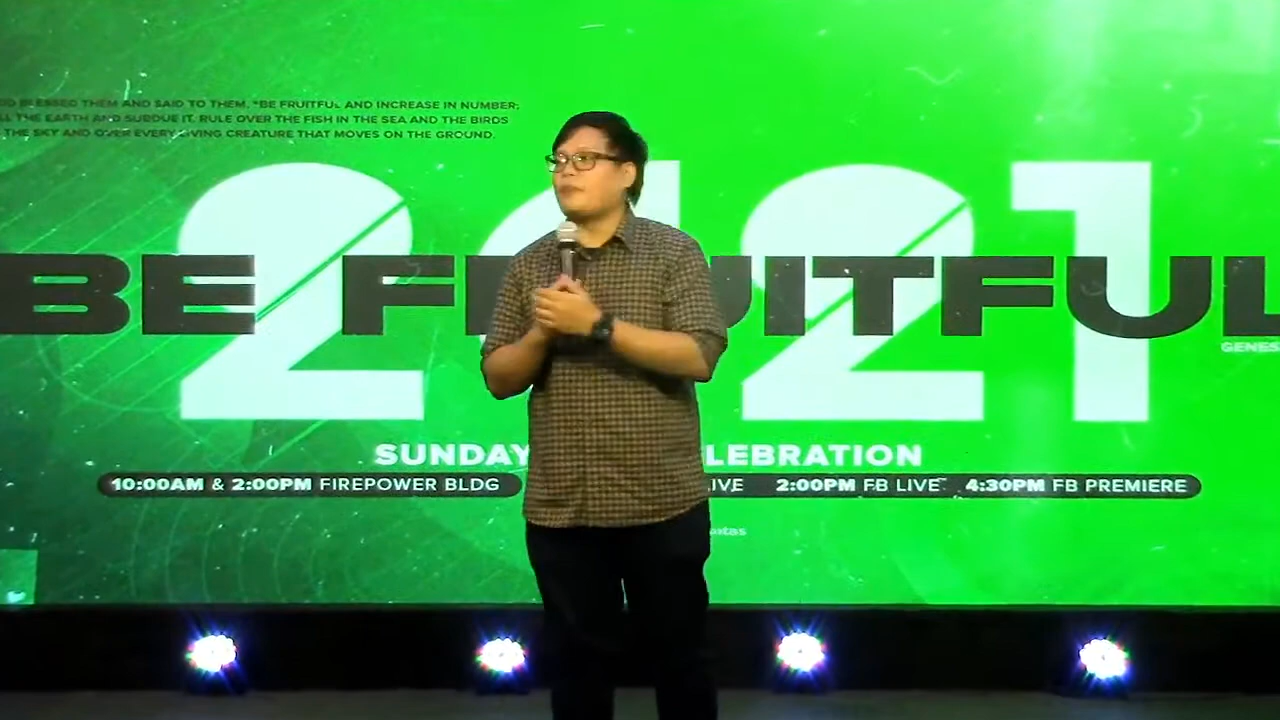 BLESSED THEM AND SAID TO THEM, "BE FRUITFUL AND INCREASE IN NUMBER;
THE EARTH AND SUBDUE IT. RULE OVER THE FISH IN THE SEA AND THE BIRDS
THE SKY AND OVER EVERY LIVING CREATURE THAT MOVES ON THE GROUND.
2 21
BE FRUITFUL
SUNDAY LEBRATION
10:00AM & 2:00PM FIREPOWER BLDG LIVE 2:00PM FB LIVE 4:30PM FB PREMIERE